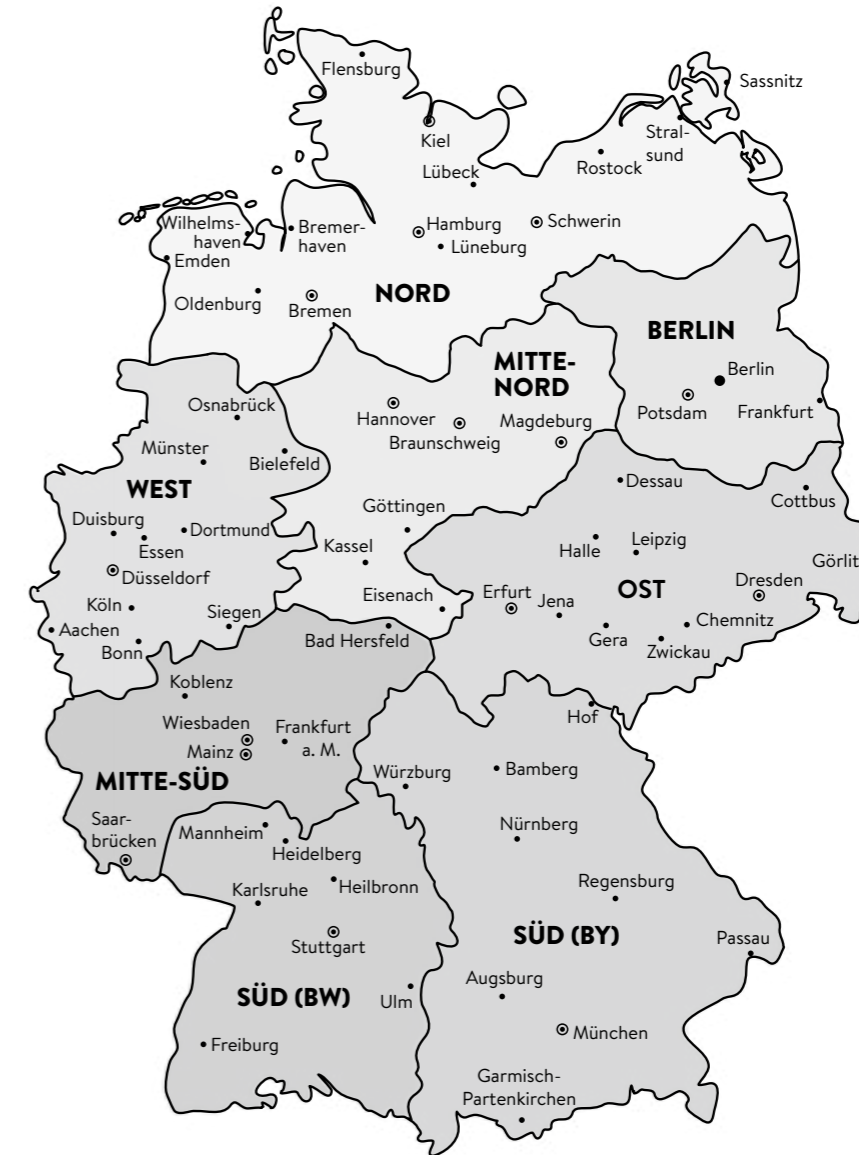 Flensburg
Sassnitz
Kiel
Stral-
sund
Rostock
Lübeck
Wilhelms-
haven
Bremer-
haven
Hamburg
Schwerin
Lüneburg
Emden
Oldenburg
Bremen
NORD
BERLIN
Berlin
Potsdam
Frankfurt
MITTE-
NORD
Hannover
Braunschweig
Magdeburg
Osnabrück
Münster
Bielefeld
WEST
Duisburg
Dortmund
Essen
Düsseldorf
Köln
Siegen
Aachen
Bonn
Göttingen
Kassel
Eisenach
Dessau
Cottbus
Halle
Leipzig
Görlit
Erfurt
OST
Dresden
Jena
Chemnitz
Gera
Zwickau
Bad Hersfeld
Koblenz
Wiesbaden
Frankfurt
a. M.
Mainz
MITTE-SÜD
Saar-
brücken
Hof
Würzburg
Bamberg
Nürnberg
Mannheim
Heidelberg
Karlsruhe
Heilbronn
Regensburg
Stuttgart
SÜD (BY)
Passau
SÜD (BW)
Ulm
Augsburg
Freiburg
München
Garmisch-
Partenkirchen